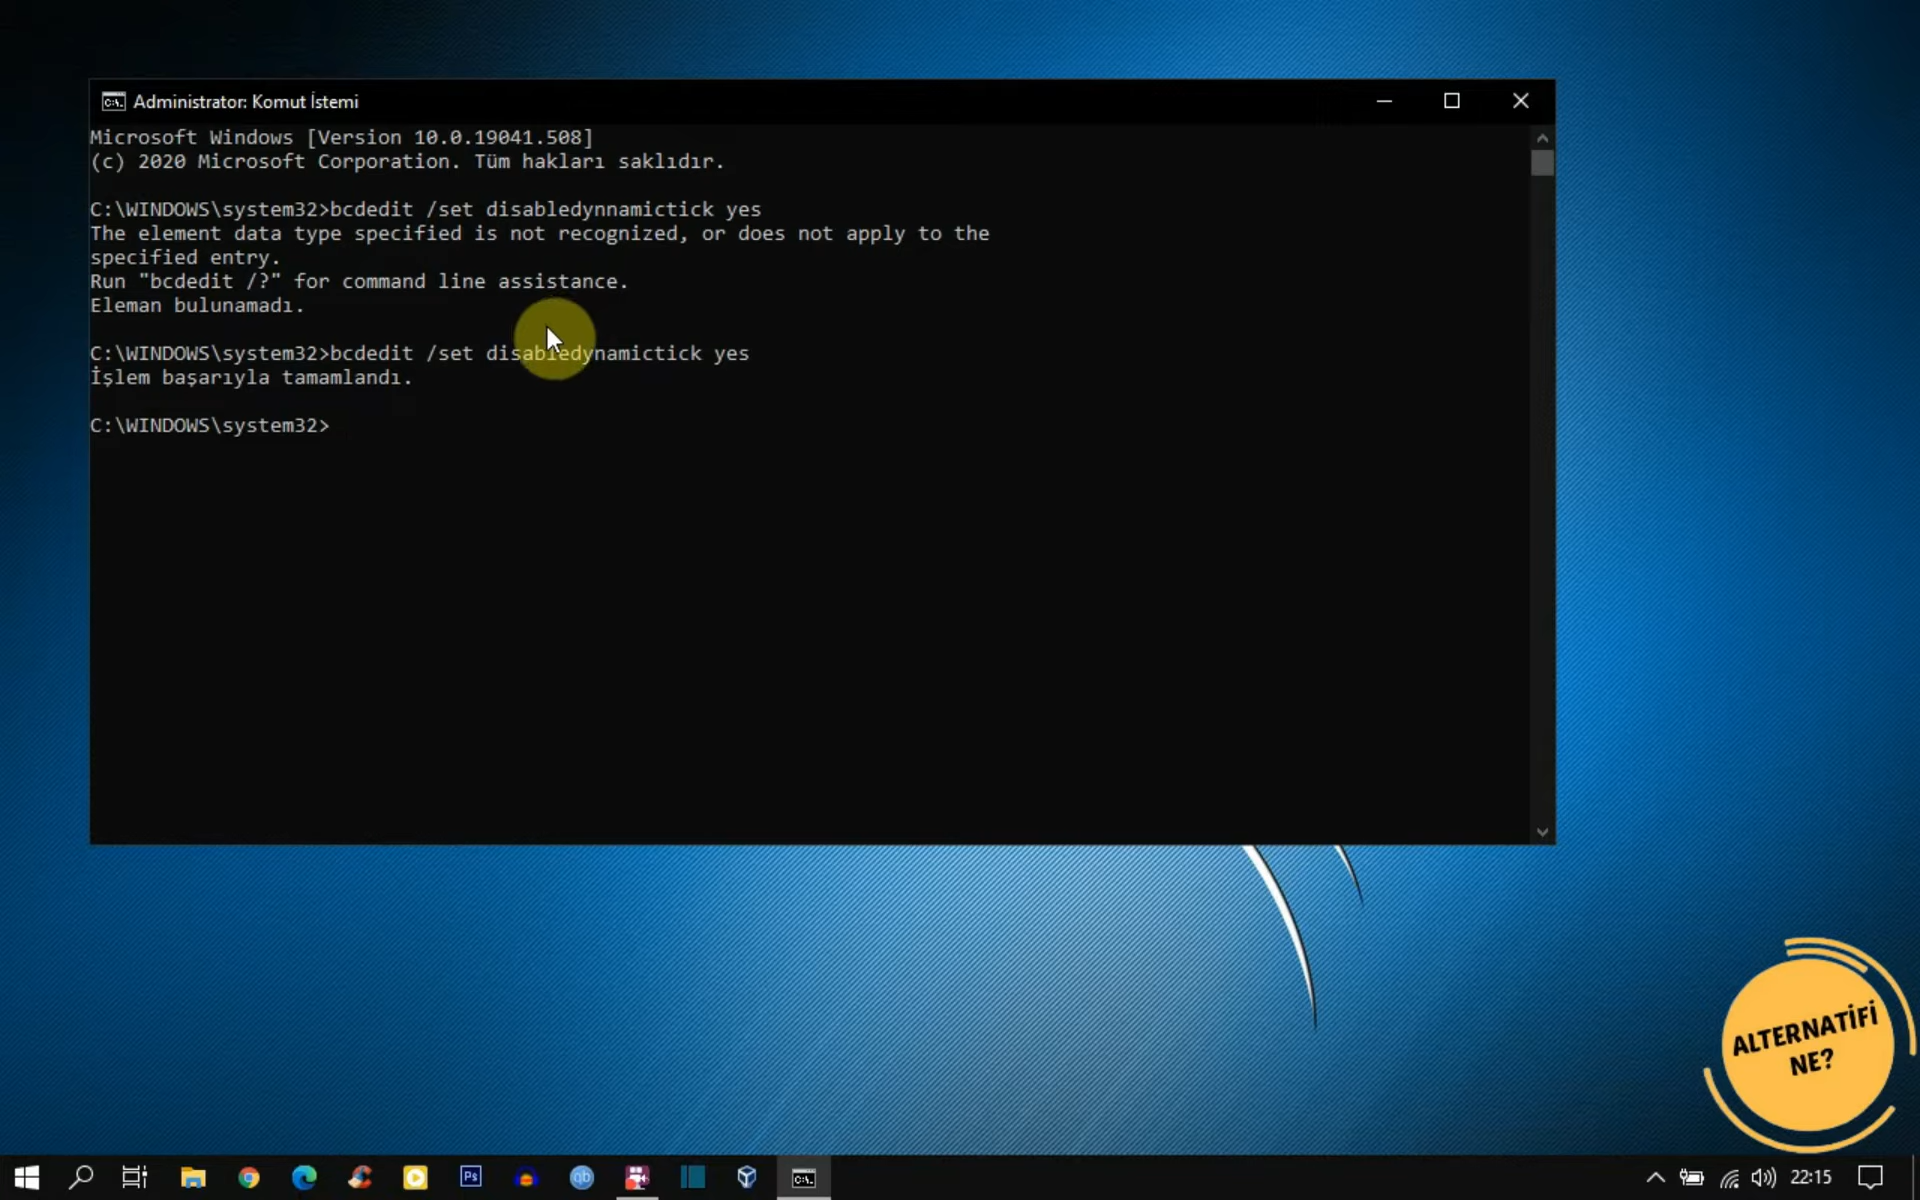 Administrator: Komut İstemi
Microsoft Windows [Version 10.0.19041.508]
(c) 2020 Microsoft Corporation. Tüm hakları saklıdır.
C:\WINDOWS\system32>bcdedit /set disabledynnamictick yes
The element data type specified is not recognized, or does not apply to the
specified entry.
Run "bcdedit /?" for command line assistance.
Eleman bulunamadı.
C:\WINDOWS\system32>bcdedit /set disabledynamictick yes
İşlem başarıyla tamamlandı.
C:\WINDOWS\system32>
ALTERNATİFİ
NE?
Ps
qb
22:15